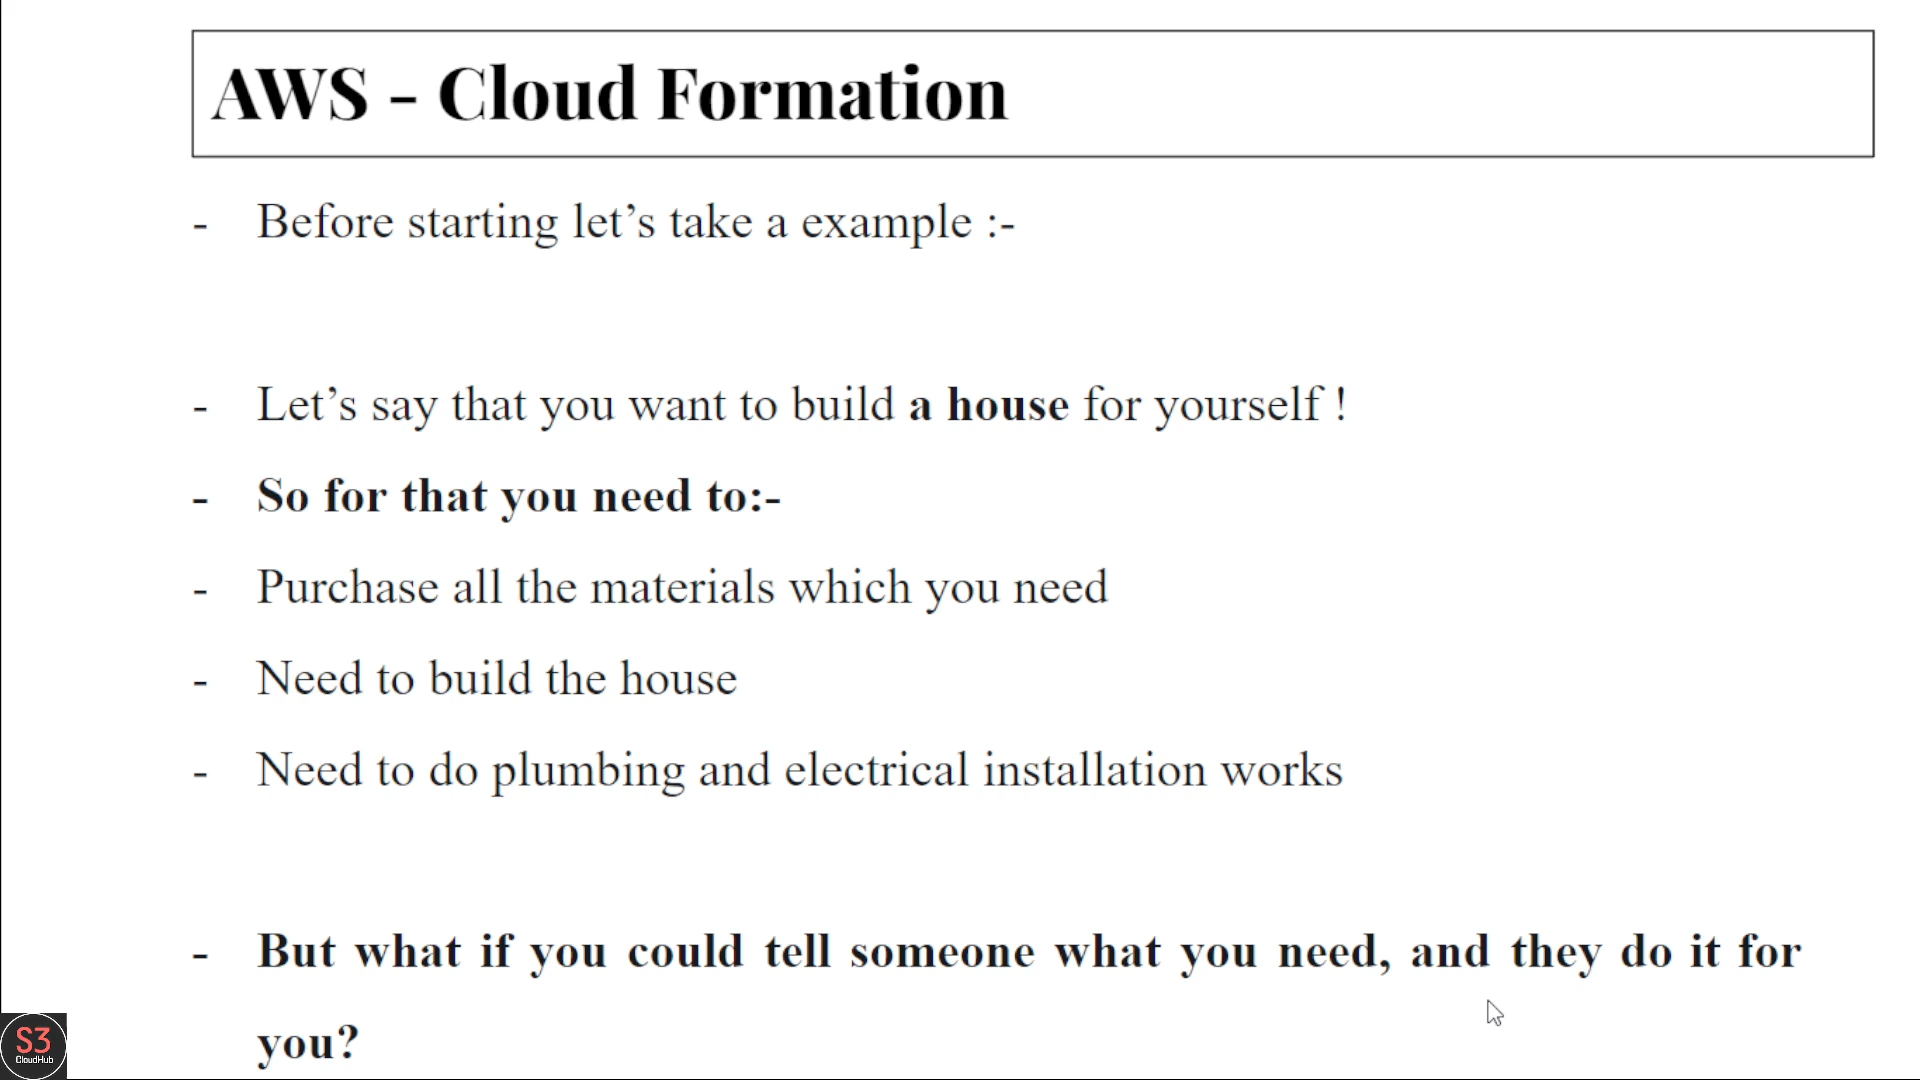 AWS - Cloud Formation
- Before starting let’s take a example :-
- Let’s say that you want to build a house for yourself !
- So for that you need to:-
- Purchase all the materials which you need
- Need to build the house
- Need to do plumbing and electrical installation works
- But what if you could tell someone what you need, and they do it for
you?
S3
CloudHub